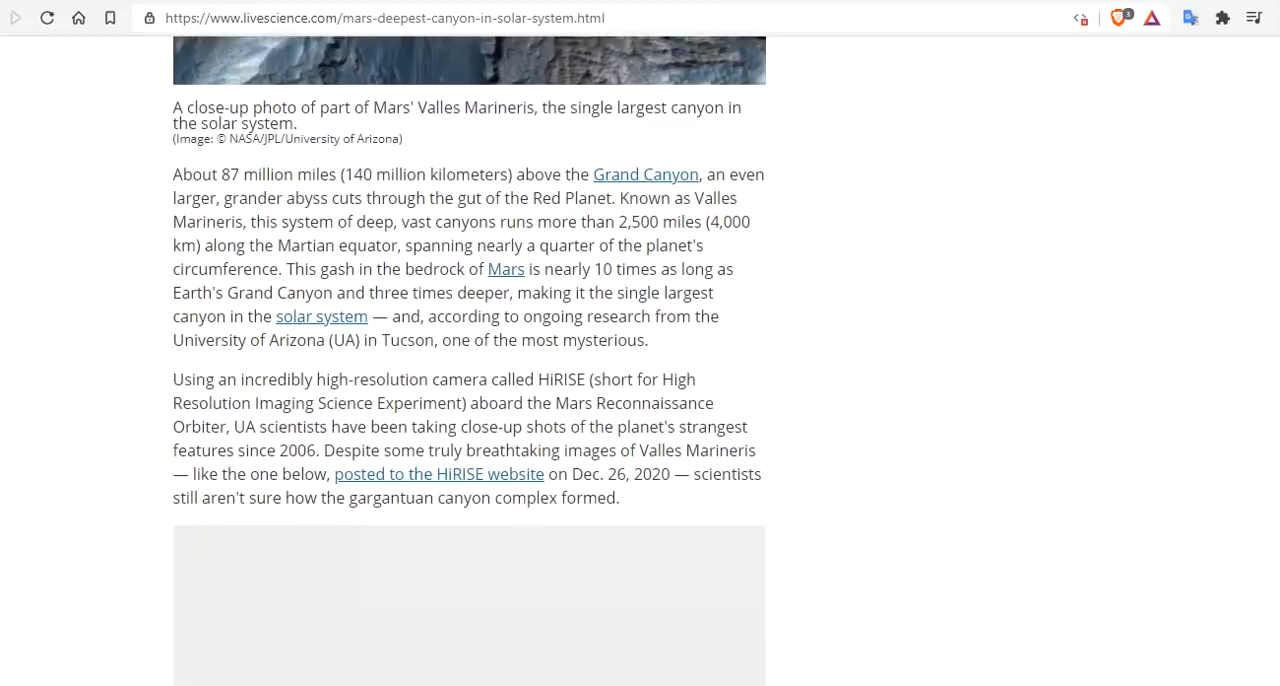 https://www.livescience.com/mars-deepest-canyon-in-solar-system.html
3
A close-up photo of part of Mars' Valles Marineris, the single largest canyon in
the solar system.
(Image: © NASA/JPL/University of Arizona)
About 87 million miles (140 million kilometers) above the Grand Canyon, an even
larger, grander abyss cuts through the gut of the Red Planet. Known as Valles
Marineris, this system of deep, vast canyons runs more than 2,500 miles (4,000
km) along the Martian equator, spanning nearly a quarter of the planet's
circumference. This gash in the bedrock of Mars is nearly 10 times as long as
Earth's Grand Canyon and three times deeper, making it the single largest
canyon in the solar system — and, according to ongoing research from the
University of Arizona (UA) in Tucson, one of the most mysterious.
Using an incredibly high-resolution camera called HiRISE (short for High
Resolution Imaging Science Experiment) aboard the Mars Reconnaissance
Orbiter, UA scientists have been taking close-up shots of the planet's strangest
features since 2006. Despite some truly breathtaking images of Valles Marineris
— like the one below, posted to the HiRISE website on Dec. 26, 2020 — scientists
still aren't sure how the gargantuan canyon complex formed.